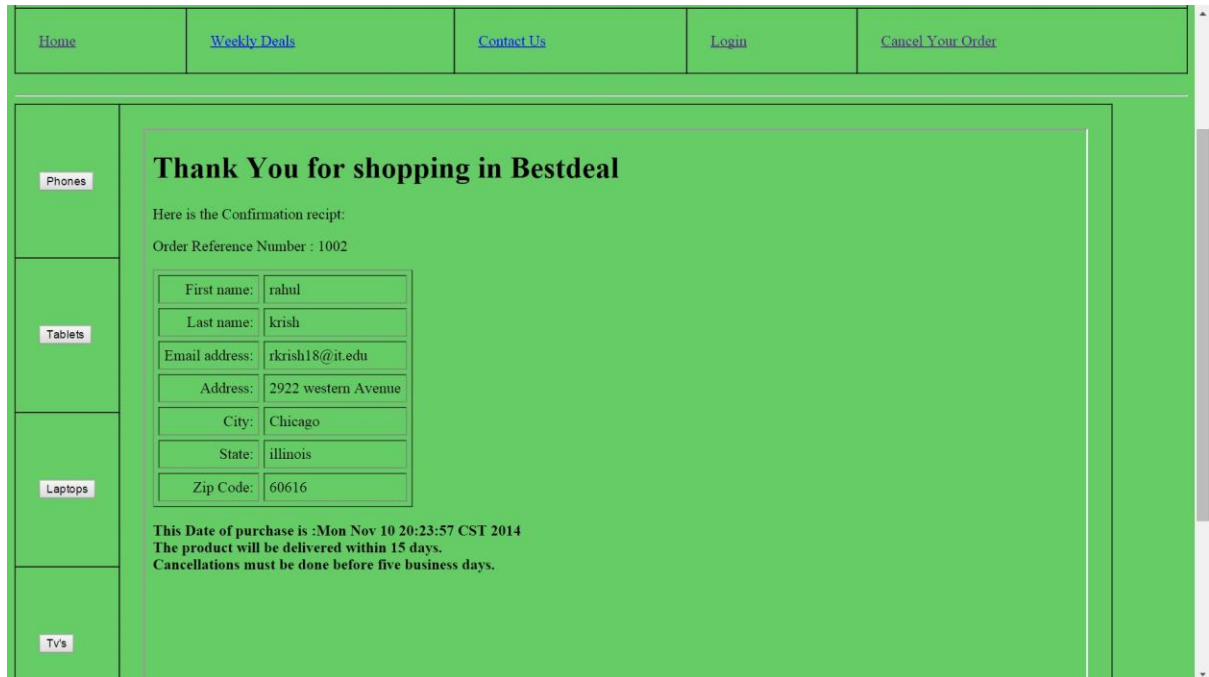 Home Weekly Deals Contact Us Login Cancel Your Order
Phones
Tablets
Laptops
Tv's
Thank You for shopping in Bestdeal
Here is the Confirmation recipt:
Order Reference Number : 1002
First name: rahul
Last name: krish
Email address: rkrish18@it.edu
Address: 2922 western Avenue
City: Chicago
State: illinois
Zip Code: 60616
This Date of purchase is :Mon Nov 10 20:23:57 CST 2014
The product will be delivered within 15 days.
Cancellations must be done before five business days.